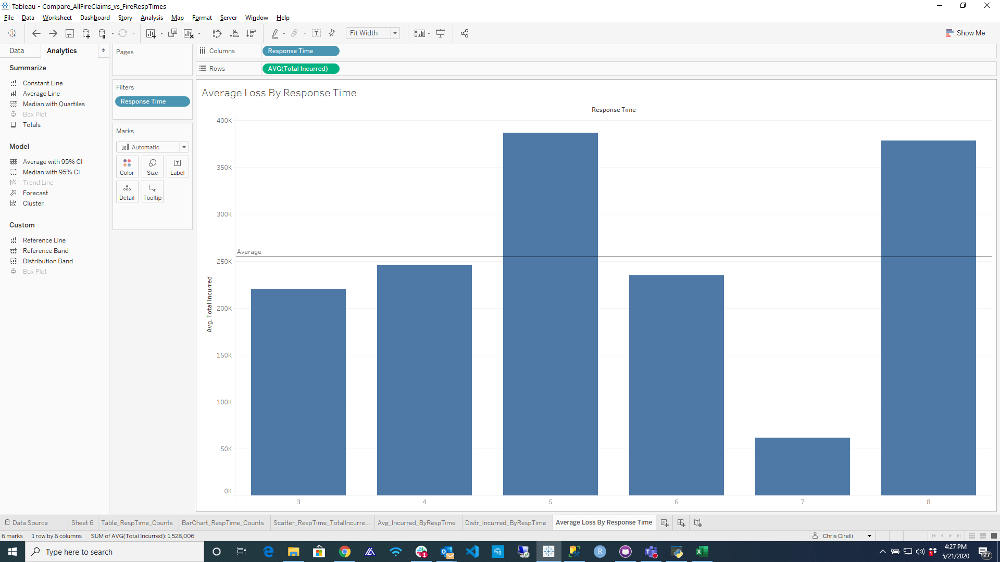 Tableau - Compare_AllFireClaims_vs_FireRespTimes
File Data Worksheet Dashboard Story Analysis Map Format Server Window Help
Fit Width
Show Me
Data Analytics
Summarize
Constant Line
Average Line
Median with Quartiles
Box Plot
Totals
Model
Average with 95% CI
Median with 95% CI
Trend Line
Forecast
Cluster
Custom
Reference Line
Reference Band
Distribution Band
Box Plot
Pages
Filters
Response Time
Marks
Automatic
Color Size Label
Detail Tooltip
Columns Response Time
Rows AVG(Total Incurred)
Average Loss By Response Time
Response Time
400K
350K
300K
Average
250K
200K
150K
100K
50K
0K
Avg. Total Incurred
3 4 5 6 7 8
Data Source Sheet 6 Table_RespTime_Counts BarChart_RespTime_Counts Scatter_RespTime_TotalIncurre... Avg_Incurred_ByRespTime Distr_Incurred_ByRespTime Average Loss By Response Time
6 marks 1 row by 6 columns SUM of AVG(Total Incurred): 1,528,006 Chris Cirelli
Type here to search
4:27 PM
5/21/2020
1
1
27
R